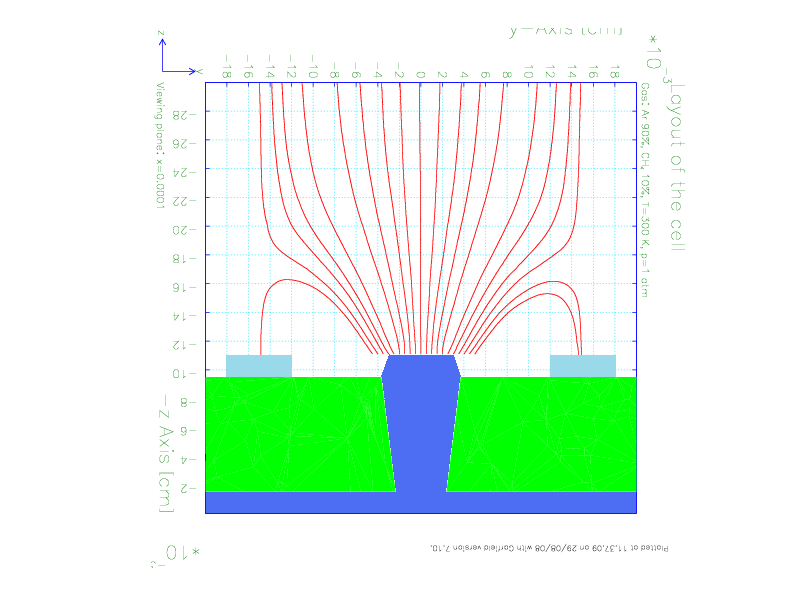 y-Axis [cm]
*10⁻³
Layout of the cell
Gas: Ar 90%, CH₄ 10%, T=300 K, p=1 atm
z
y
-18 -16 -14 -12 -10 -8 -6 -4 -2 0 2 4 6 8 10 12 14 16 18
Viewing plane: x=0.0001
-28
-26
-24
-22
-20
-18
-16
-14
-12
-10
8
6
4
2
-z Axis [cm]
*10
Plotted at 11.37.09 on 29/08/08 with Garfield version 7.10.